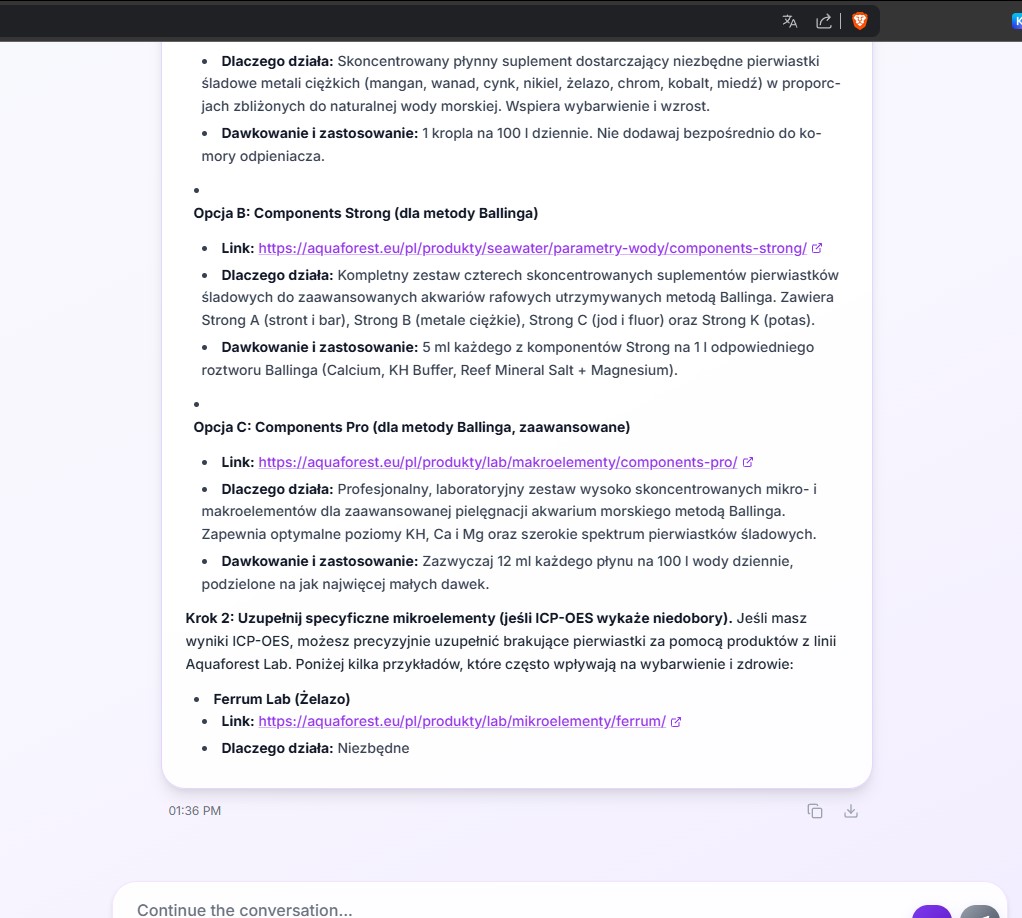 • Dlaczego działa: Skoncentrowany płynny suplement dostarczający niezbędne pierwiastki
śladowe metali ciężkich (mangan, wanad, cynk, nikiel, żelazo, chrom, kobalt, miedź) w proporc-
jach zbliżonych do naturalnej wody morskiej. Wspiera wybarwienie i wzrost.
• Dawkowanie i zastosowanie: 1 kropla na 100 l dziennie. Nie dodawaj bezpośrednio do ko-
mory odpieniacza.
•
Opcja B: Components Strong (dla metody Ballinga)
• Link: https://aquaforest.eu/pl/produkty/seawater/parametry-wody/components-strong/
• Dlaczego działa: Kompletny zestaw czterech skoncentrowanych suplementów pierwiastków
śladowych do zaawansowanych akwariów rafowych utrzymywanych metodą Ballinga. Zawiera
Strong A (stront i bar), Strong B (metale ciężkie), Strong C (jod i fluor) oraz Strong K (potas).
• Dawkowanie i zastosowanie: 5 ml każdego z komponentów Strong na 1 l odpowiedniego
roztworu Ballinga (Calcium, KH Buffer, Reef Mineral Salt + Magnesium).
•
Opcja C: Components Pro (dla metody Ballinga, zaawansowane)
• Link: https://aquaforest.eu/pl/produkty/lab/makroelementy/components-pro/
• Dlaczego działa: Profesjonalny, laboratoryjny zestaw wysoko skoncentrowanych mikro- i
makroelementów dla zaawansowanej pielęgnacji akwarium morskiego metodą Ballinga.
Zapewnia optymalne poziomy KH, Ca i Mg oraz szerokie spektrum pierwiastków śladowych.
• Dawkowanie i zastosowanie: Zazwyczaj 12 ml każdego płynu na 100 l wody dziennie,
podzielone na jak najwięcej małych dawek.
Krok 2: Uzupełnij specyficzne mikroelementy (jeśli ICP-OES wykaże niedobory). Jeśli masz
wyniki ICP-OES, możesz precyzyjnie uzupełnić brakujące pierwiastki za pomocą produktów z linii
Aquaforest Lab. Poniżej kilka przykładów, które często wpływają na wybarwienie i zdrowie:
• Ferrum Lab (Żelazo)
• Link: https://aquaforest.eu/pl/produkty/lab/mikroelementy/ferrum/
• Dlaczego działa: Niezbędne
01:36 PM
Continue the conversation...